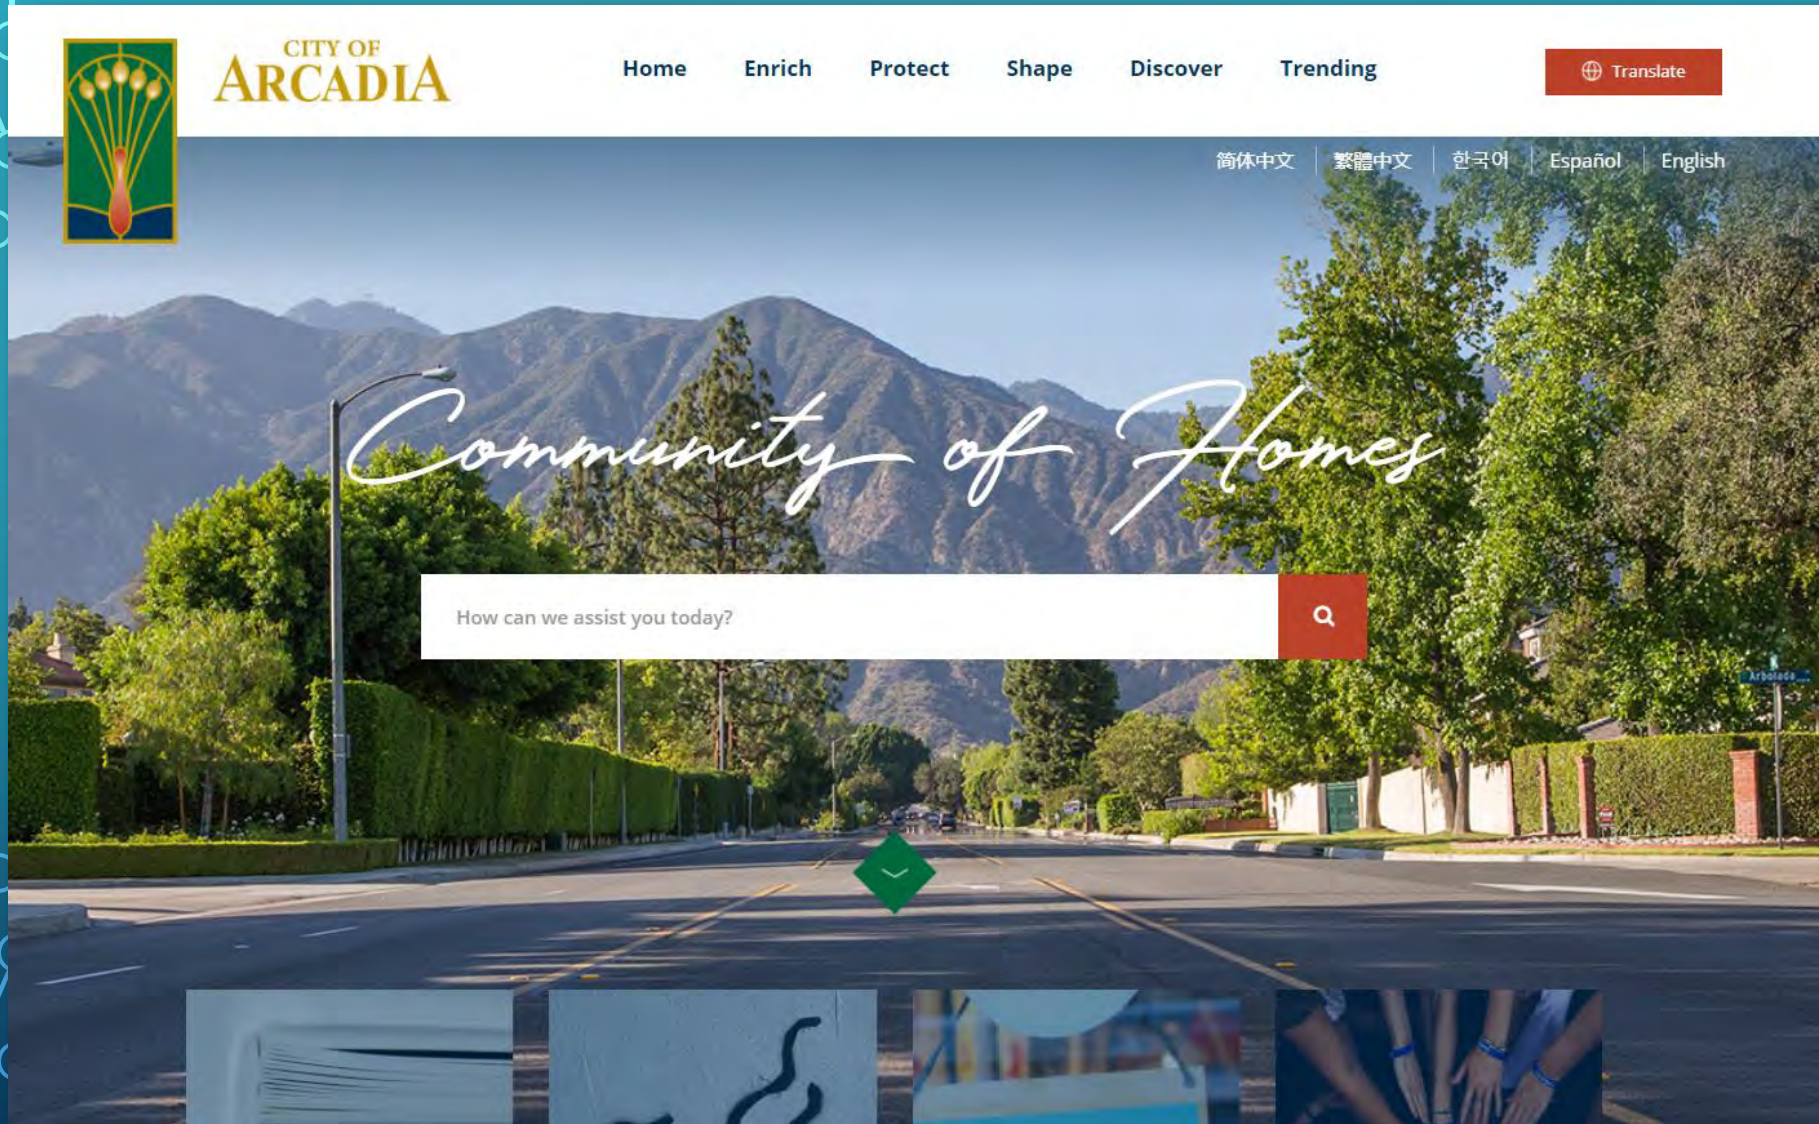 CITY OF
ARCADIA
Home Enrich Protect Shape Discover Trending
Translate
简体中文 繁體中文 한국어 Español English
Community of Homes
How can we assist you today?
Arbolada